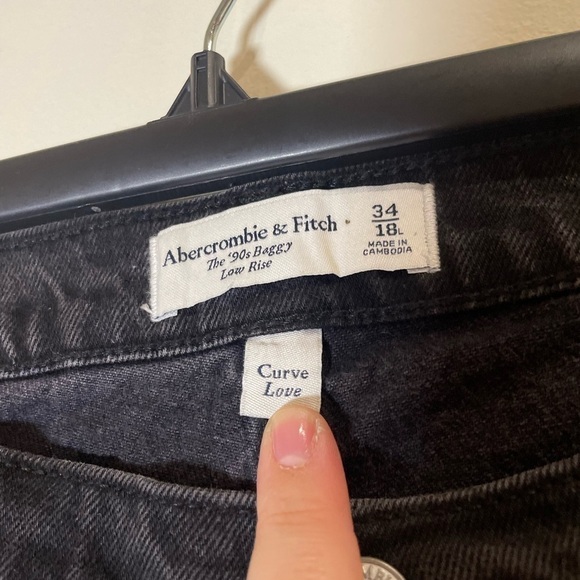 Abercrombie & Fitch
The '90s Baggy
Low Rise
34
18L
MADE IN
CAMBODIA
Curve
Love